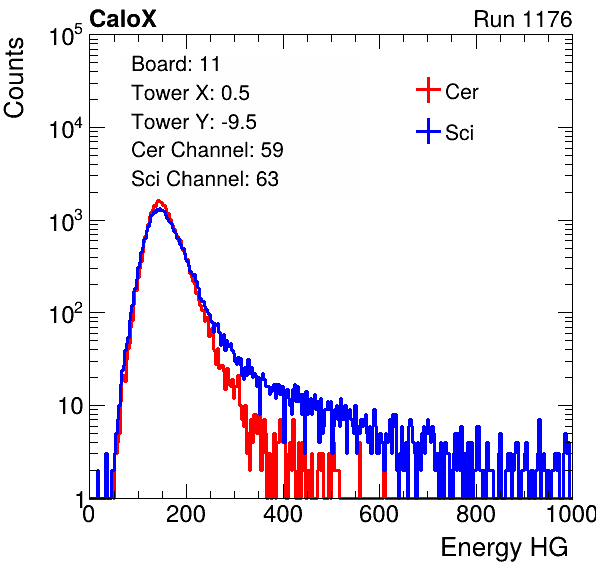 CaloX Run 1176
Counts
Board: 11
Tower X: 0.5
Tower Y: -9.5
Cer Channel: 59
Sci Channel: 63
Cer
Sci
10^5
10^4
10^3
10^2
10
1
0 200 400 600 800 1000
Energy HG